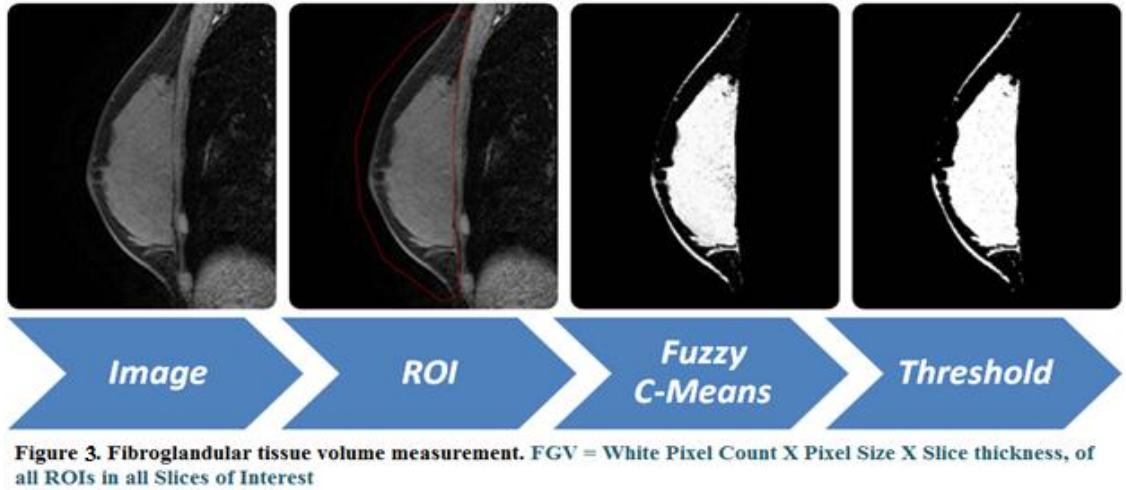 Image
ROI
Fuzzy
C-Means
Threshold
Figure 3. Fibroglandular tissue volume measurement. FGV = White Pixel Count X Pixel Size X Slice thickness, of
all ROIs in all Slices of Interest